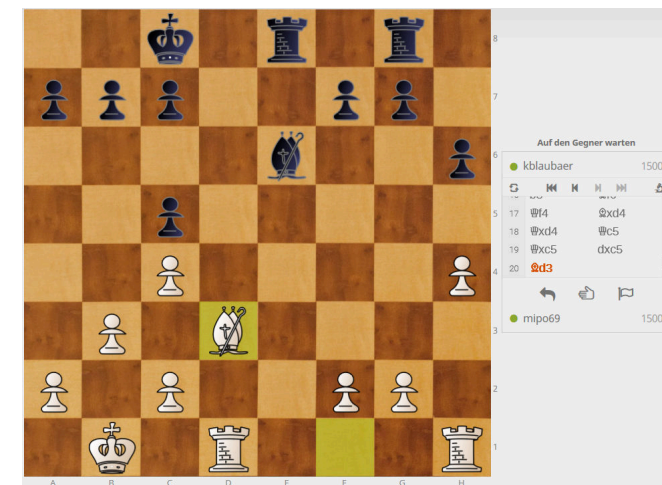 8
7
6
5
4
3
2
1
A B C D E F G H
Auf den Gegner warten
kblaubaer 1500
17 ♕f4 ♗xd4
18 ♕xd4 ♕c5
19 ♕xc5 dxc5
20 ♗d3
mipo69 1500